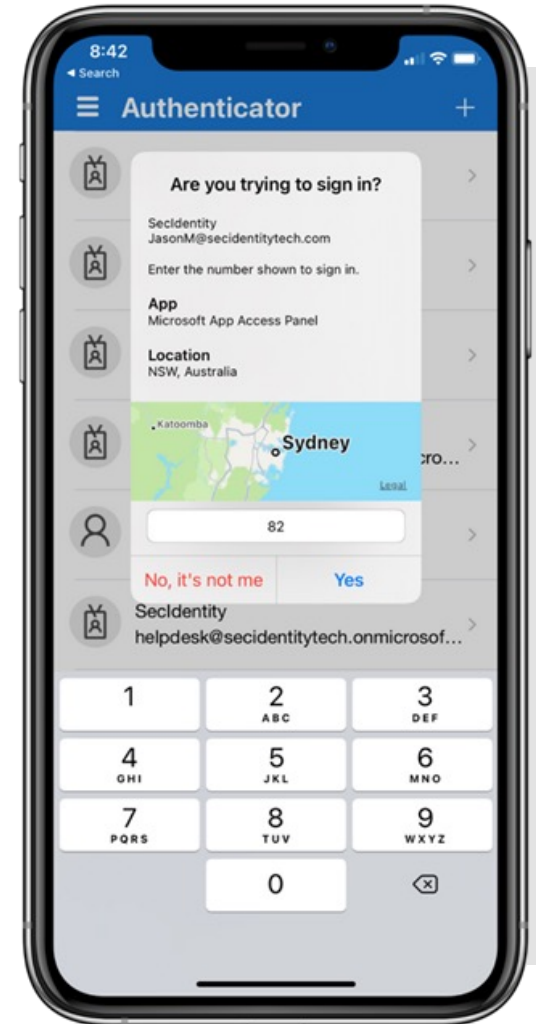 8:42
◀ Search
Authenticator
Are you trying to sign in?
SecIdentity
JasonM@secidentitytech.com
Enter the number shown to sign in.
App
Microsoft App Access Panel
Location
NSW, Australia
Katoomba
Sydney
cro...
Legal
82
No, it's not me Yes
SecIdentity
helpdesk@secidentitytech.onmicrosof...
1 2 3
ABC DEF
4 5 6
GHI JKL MNO
7 8 9
PQRS TUV WXYZ
0